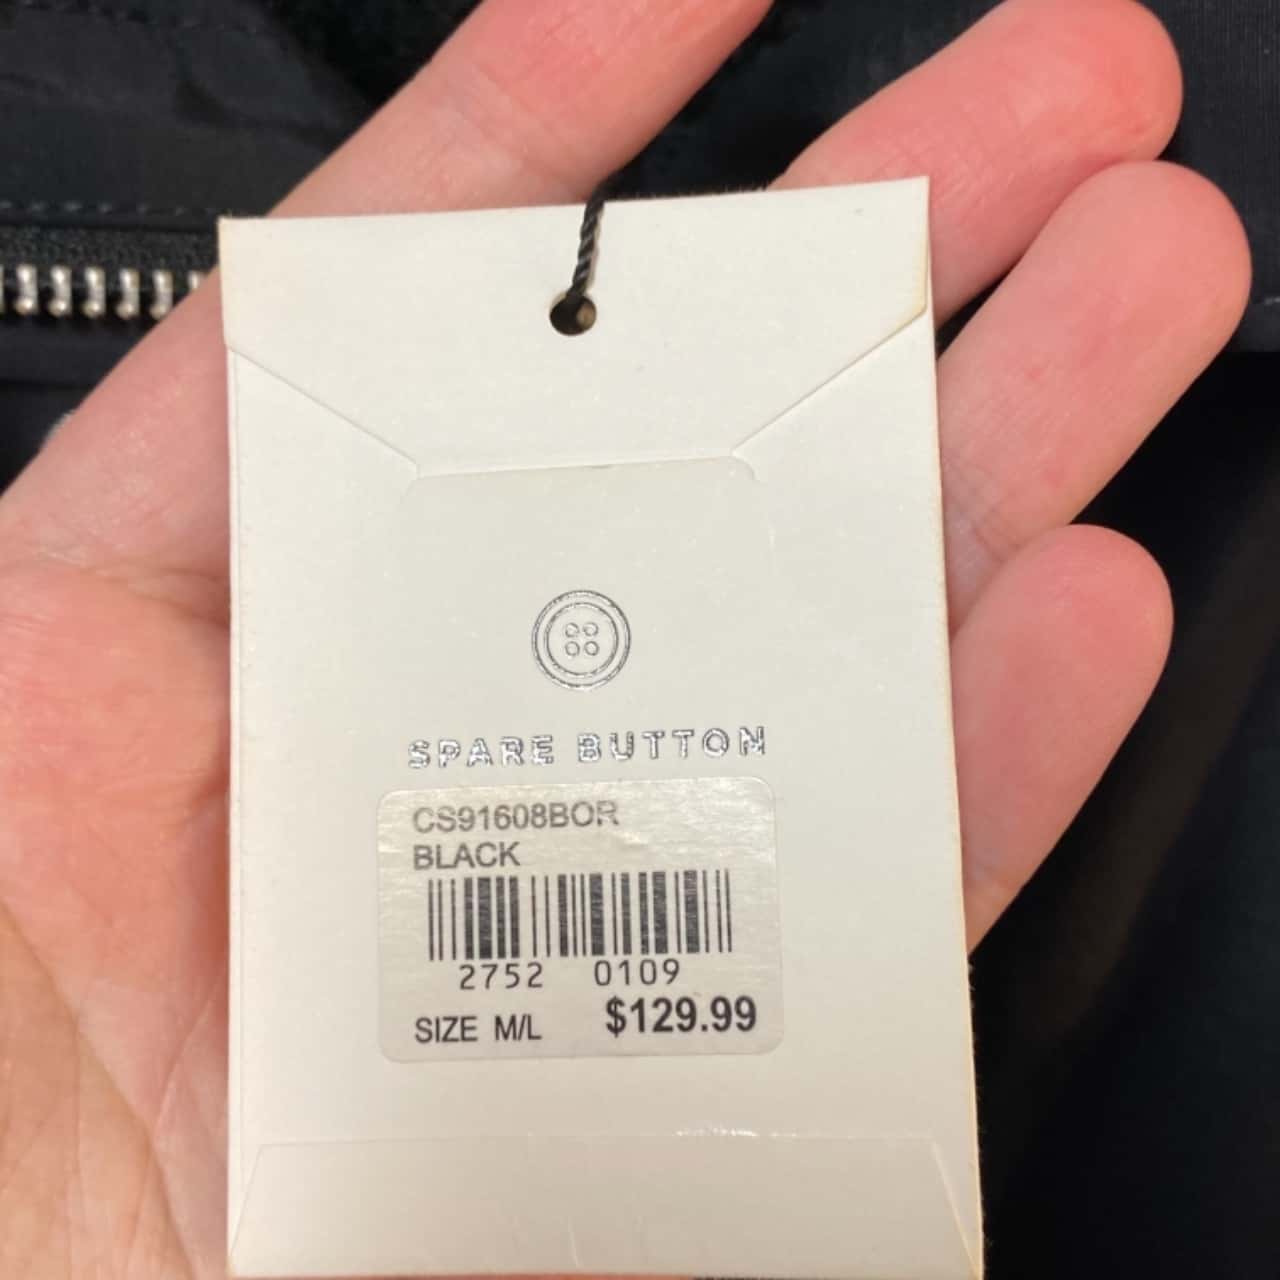 SPARE BUTTON
CS91608BOR
BLACK
2752 0109
SIZE M/L $129.99